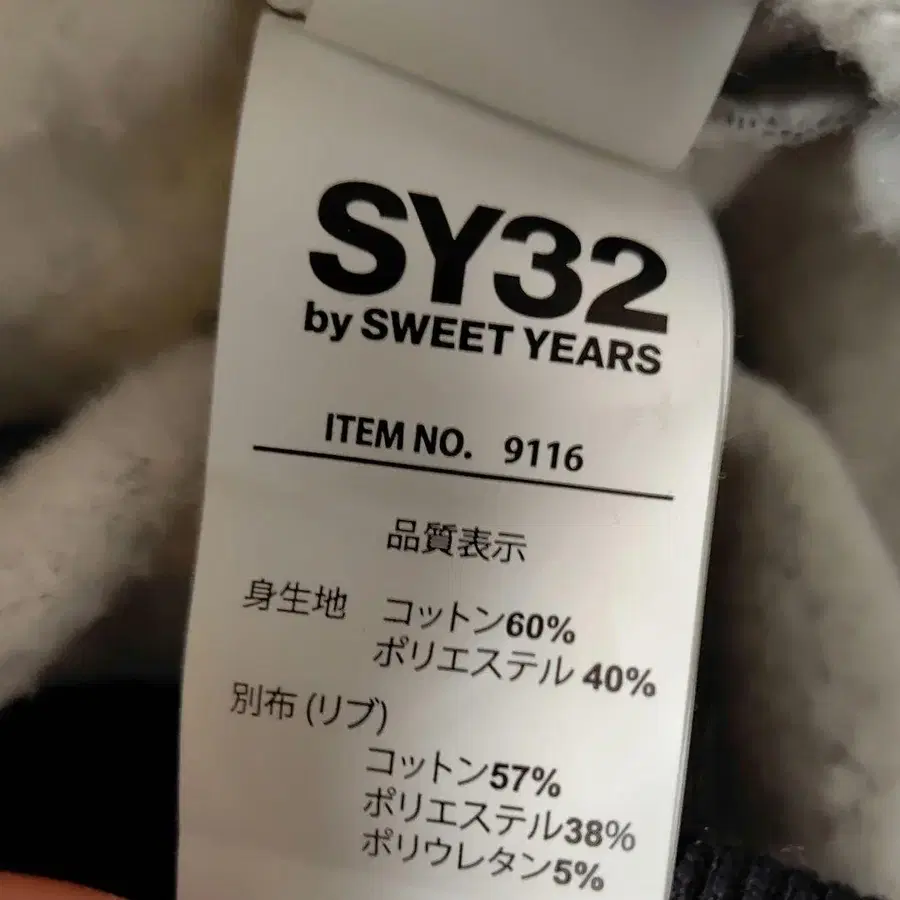 SY32
by SWEET YEARS
ITEM NO. 9116
品質表示
身生地 コットン60%
ポリエステル 40%
別布 (リブ)
コットン57%
ポリエステル38%
ポリウレタン5%